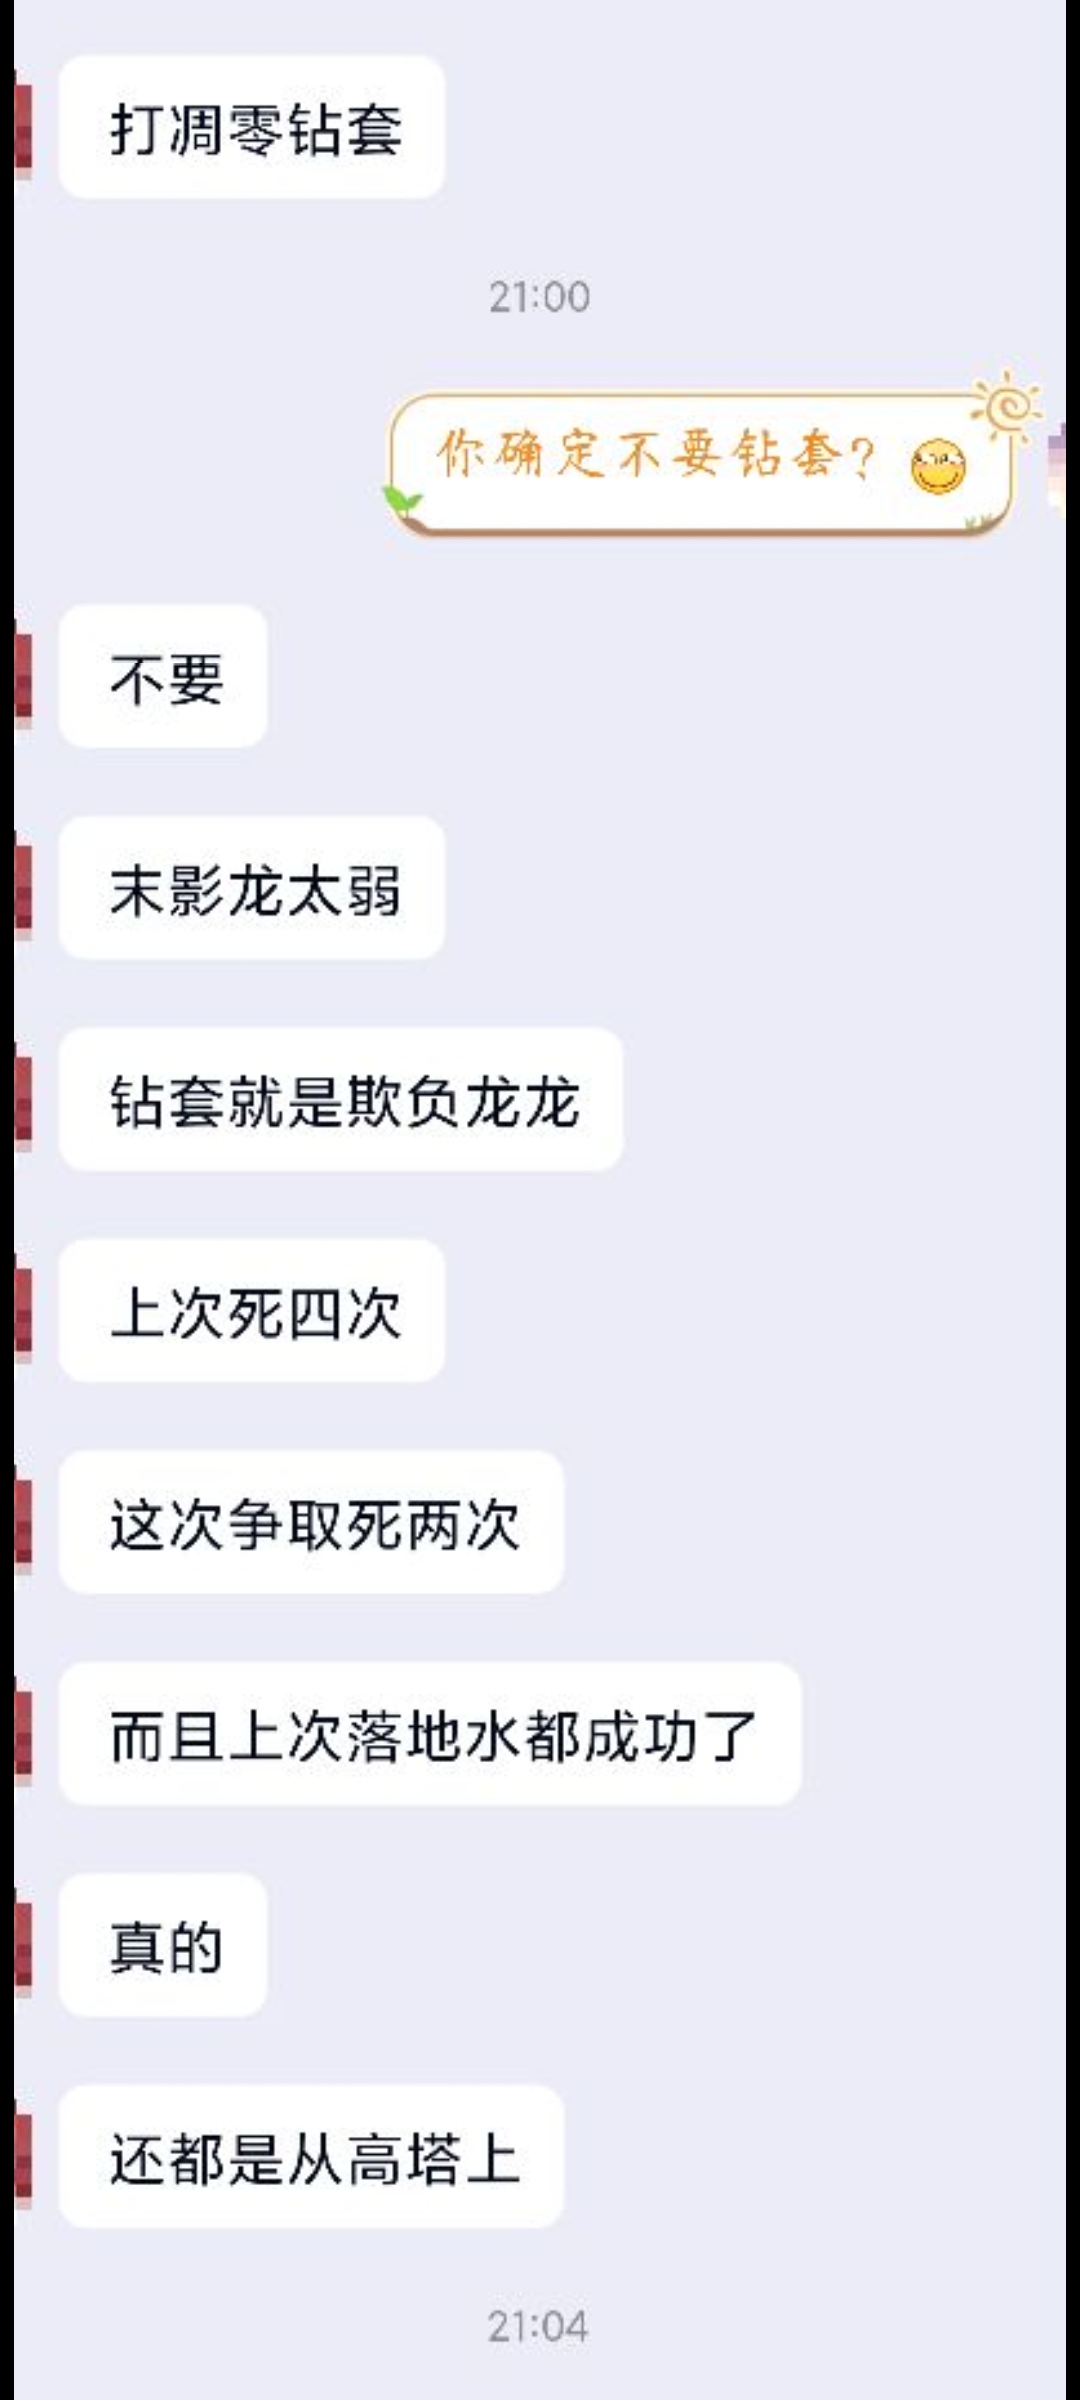 打凋零钻套
21:00
你确定不要钻套?
不要
末影龙太弱
钻套就是欺负龙龙
上次死四次
这次争取死两次
而且上次落地水都成功了
真的
还都是从高塔上
21:04